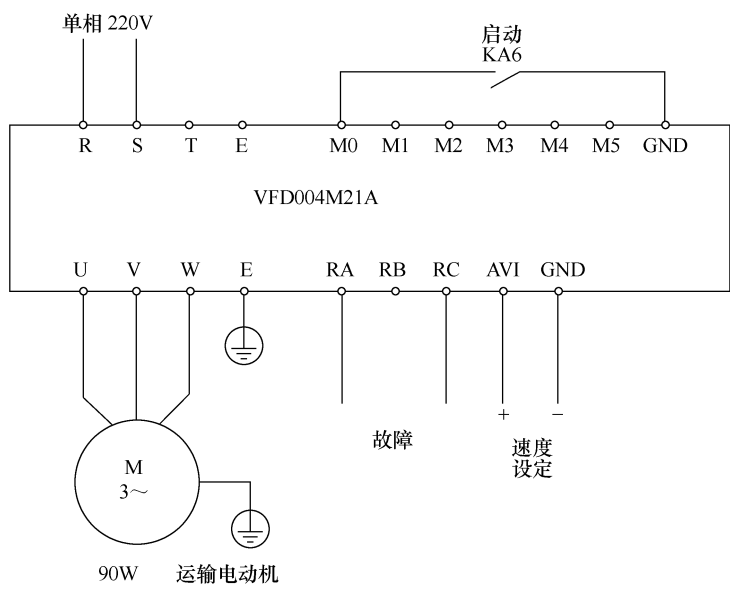 单相 220V
启动
KA6
R S T E M0 M1 M2 M3 M4 M5 GND
VFD004M21A
U V W E RA RB RC AVI GND
+ −
故障
速度
设定
M
3～
90W 运输电动机